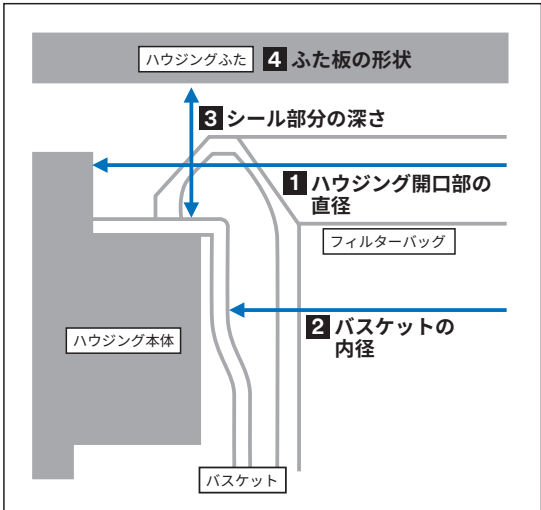 ハウジングふた
4 ふた板の形状
3 シール部分の深さ
1 ハウジング開口部の
直径
フィルターバッグ
2 バスケットの
内径
ハウジング本体
バスケット